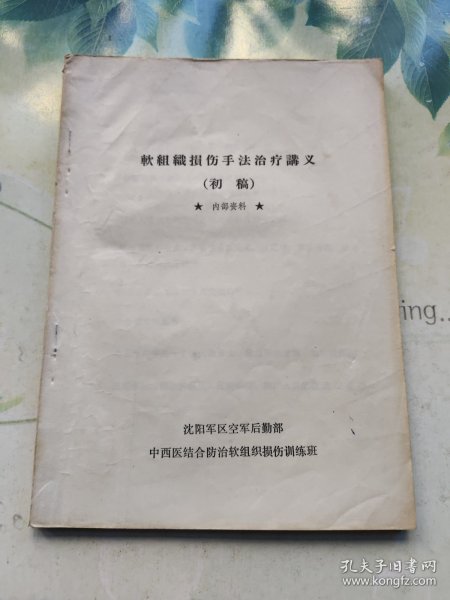 軟組織損伤手法治疗講义
(初 稿)
★ 内部资料 ★
沈阳军区空军后勤部
中西医结合防治软组织损伤训练班
ing..
孔夫子旧书网
www.kongfz.com